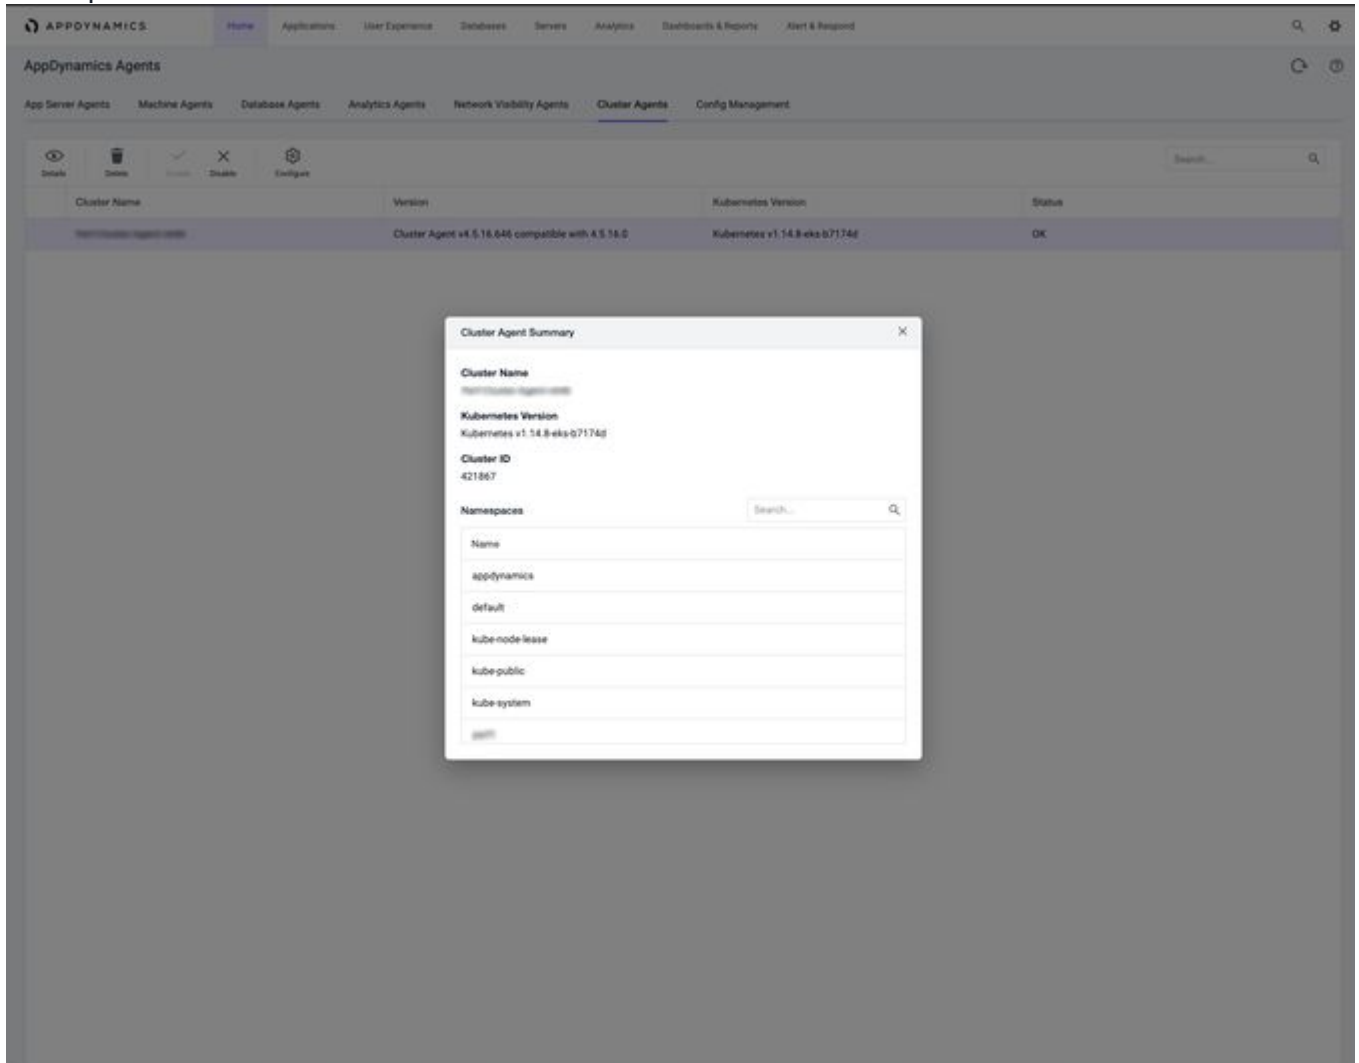 APPDYNAMICS Home Applications User Experience Databases Servers Analytics Dashboards & Reports Alert & Respond
AppDynamics Agents
App Server Agents Machine Agents Database Agents Analytics Agents Network Visibility Agents Cluster Agents Config Management
Details Delete Enable Disable Configure Search...
Cluster Name Version Kubernetes Version Status
Cluster Agent v4.5.16.646 compatible with 4.5.16.0 Kubernetes v1.14.8-eks-b7174d OK
Cluster Agent Summary
Cluster Name
Kubernetes Version
Kubernetes v1.14.8-eks-b7174d
Cluster ID
421867
Namespaces Search...
Name
appdynamics
default
kube-node-lease
kube-public
kube-system